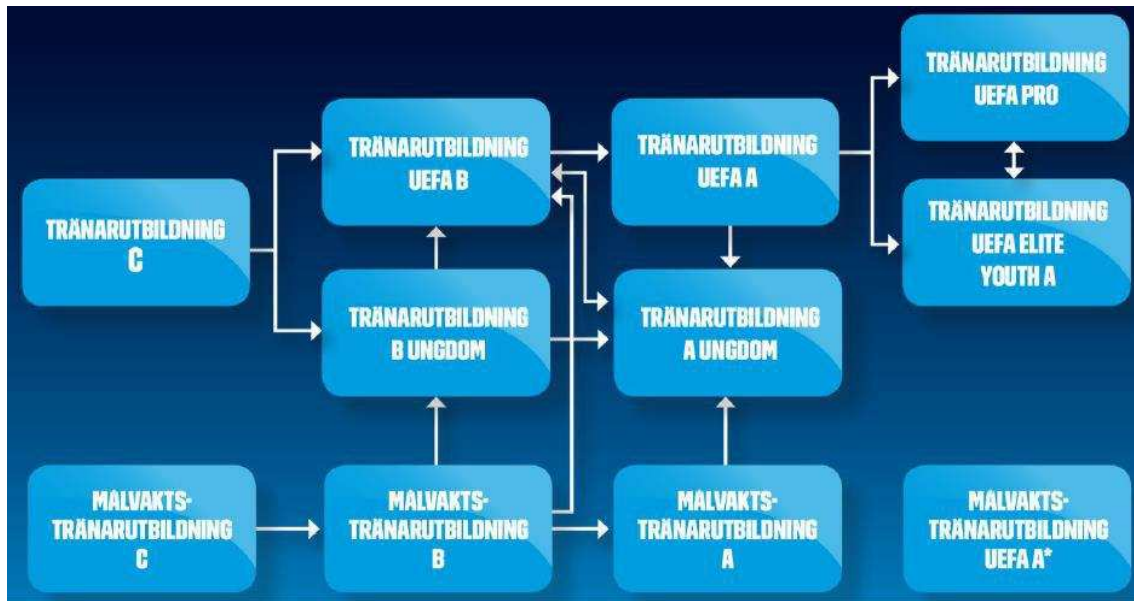 TRÄNARUTBILDNING
UEFA PRO
TRÄNARUTBILDNING
UEFA B
TRÄNARUTBILDNING
UEFA A
TRÄNARUTBILDNING
C
TRÄNARUTBILDNING
UEFA ELITE
YOUTH A
TRÄNARUTBILDNING
B UNGDOM
TRÄNARUTBILDNING
A UNGDOM
MÅLVAKTS-
TRÄNARUTBILDNING
C
MÅLVAKTS-
TRÄNARUTBILDNING
B
MÅLVAKTS-
TRÄNARUTBILDNING
A
MÅLVAKTS-
TRÄNARUTBILDNING
UEFA A*